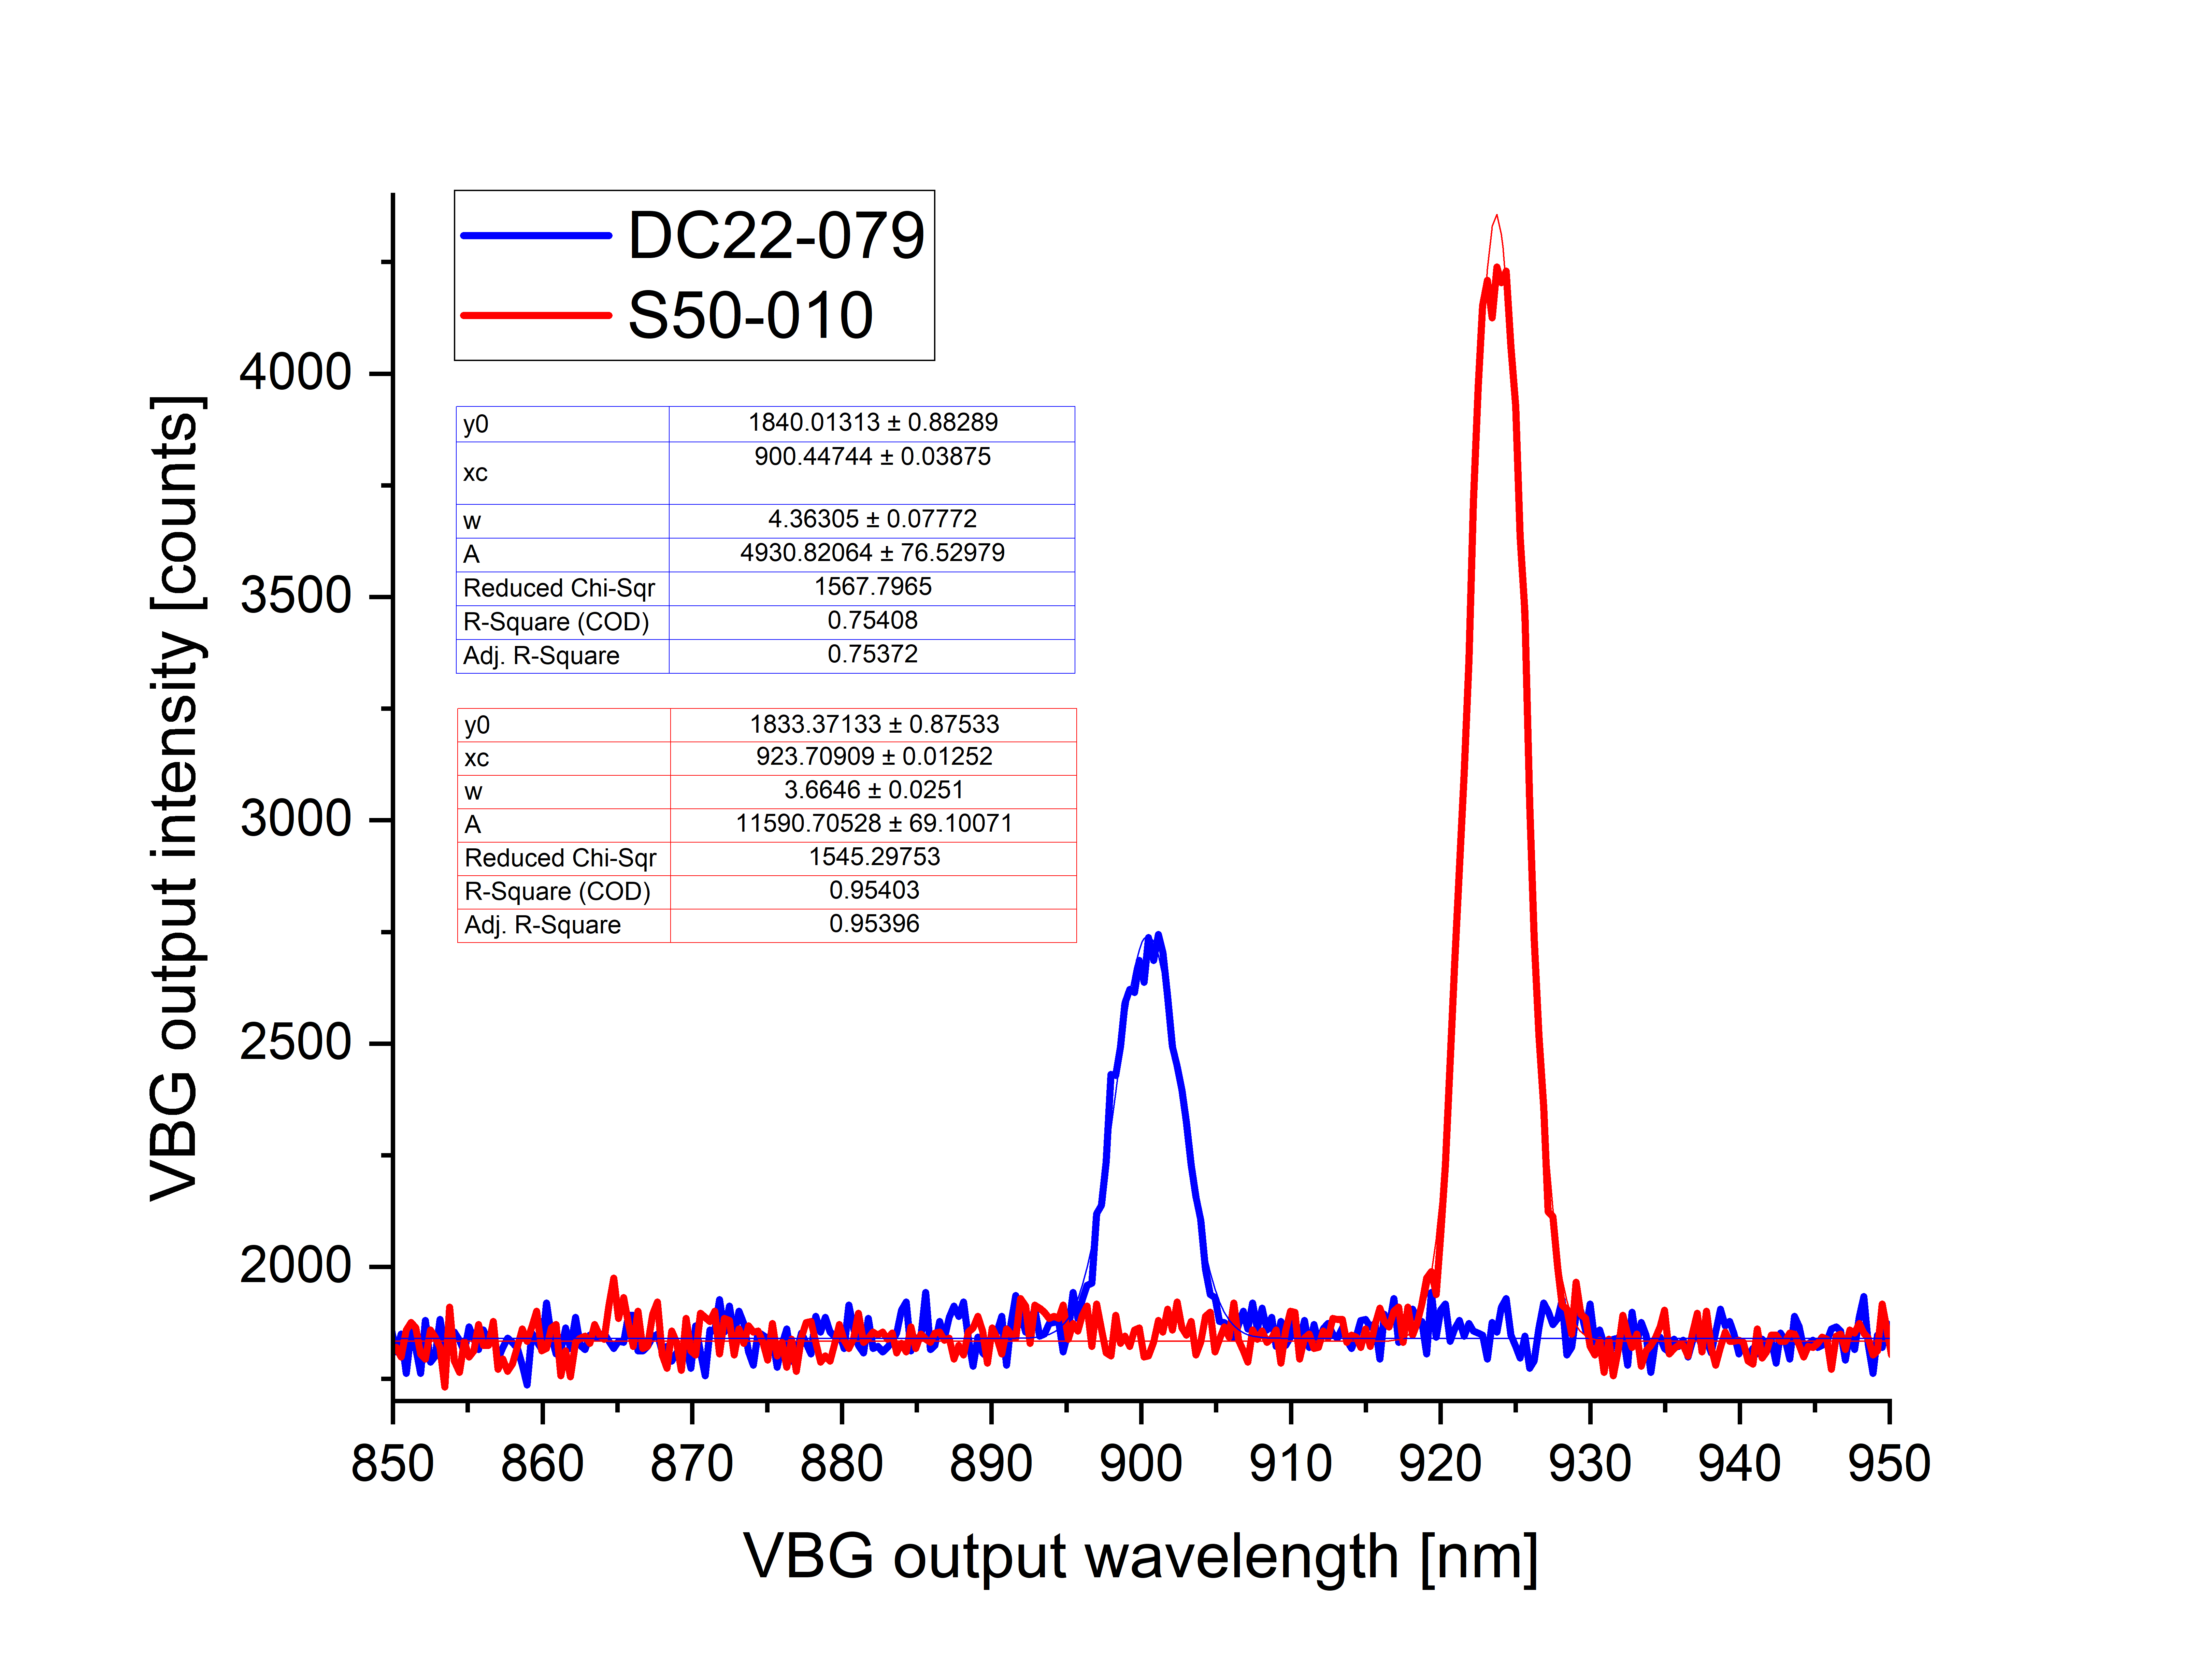 DC22-079
S50-010
4000
3500
3000
2500
2000
VBG output intensity [counts]
y0 1840.01313 ± 0.88289
xc 900.44744 ± 0.03875
w 4.36305 ± 0.07772
A 4930.82064 ± 76.52979
Reduced Chi-Sqr 1567.7965
R-Square (COD) 0.75408
Adj. R-Square 0.75372
y0 1833.37133 ± 0.87533
xc 923.70909 ± 0.01252
w 3.6646 ± 0.0251
A 11590.70528 ± 69.10071
Reduced Chi-Sqr 1545.29753
R-Square (COD) 0.95403
Adj. R-Square 0.95396
850 860 870 880 890 900 910 920 930 940 950
VBG output wavelength [nm]